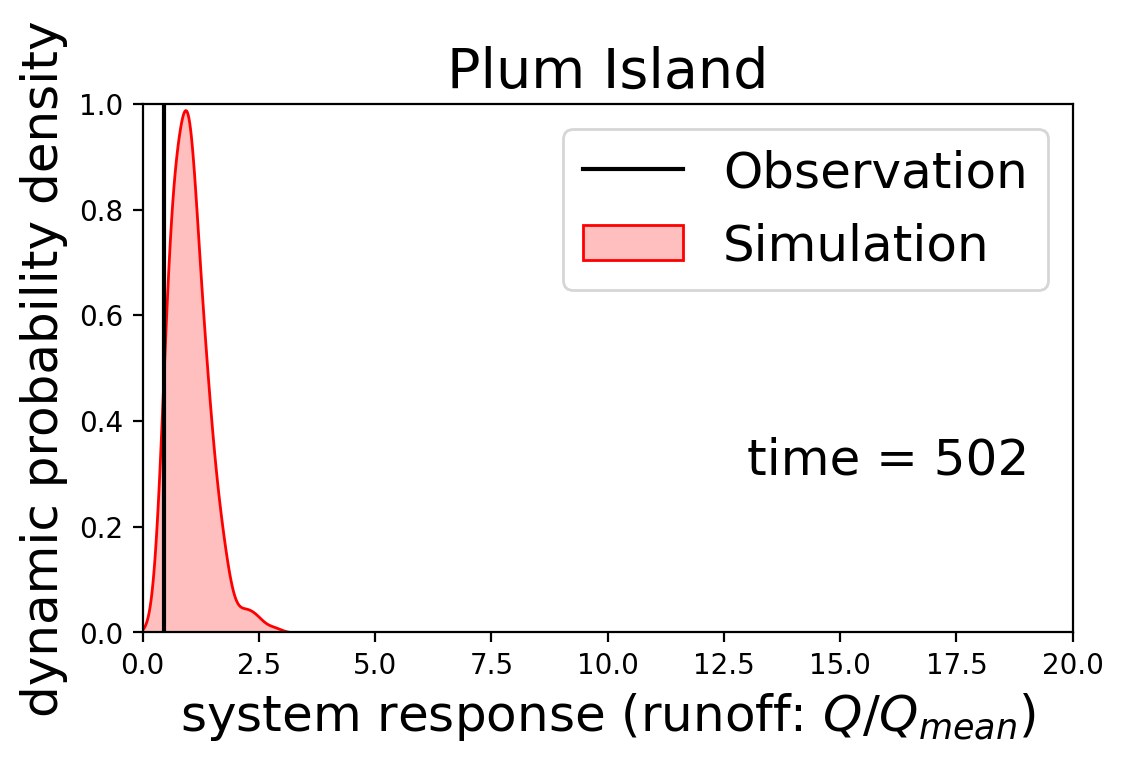 Plum Island
dynamic probability density
1.0
0.8
0.6
0.4
0.2
0.0
Observation
Simulation
time = 502
0.0 2.5 5.0 7.5 10.0 12.5 15.0 17.5 20.0
system response (runoff: Q/Qmean)